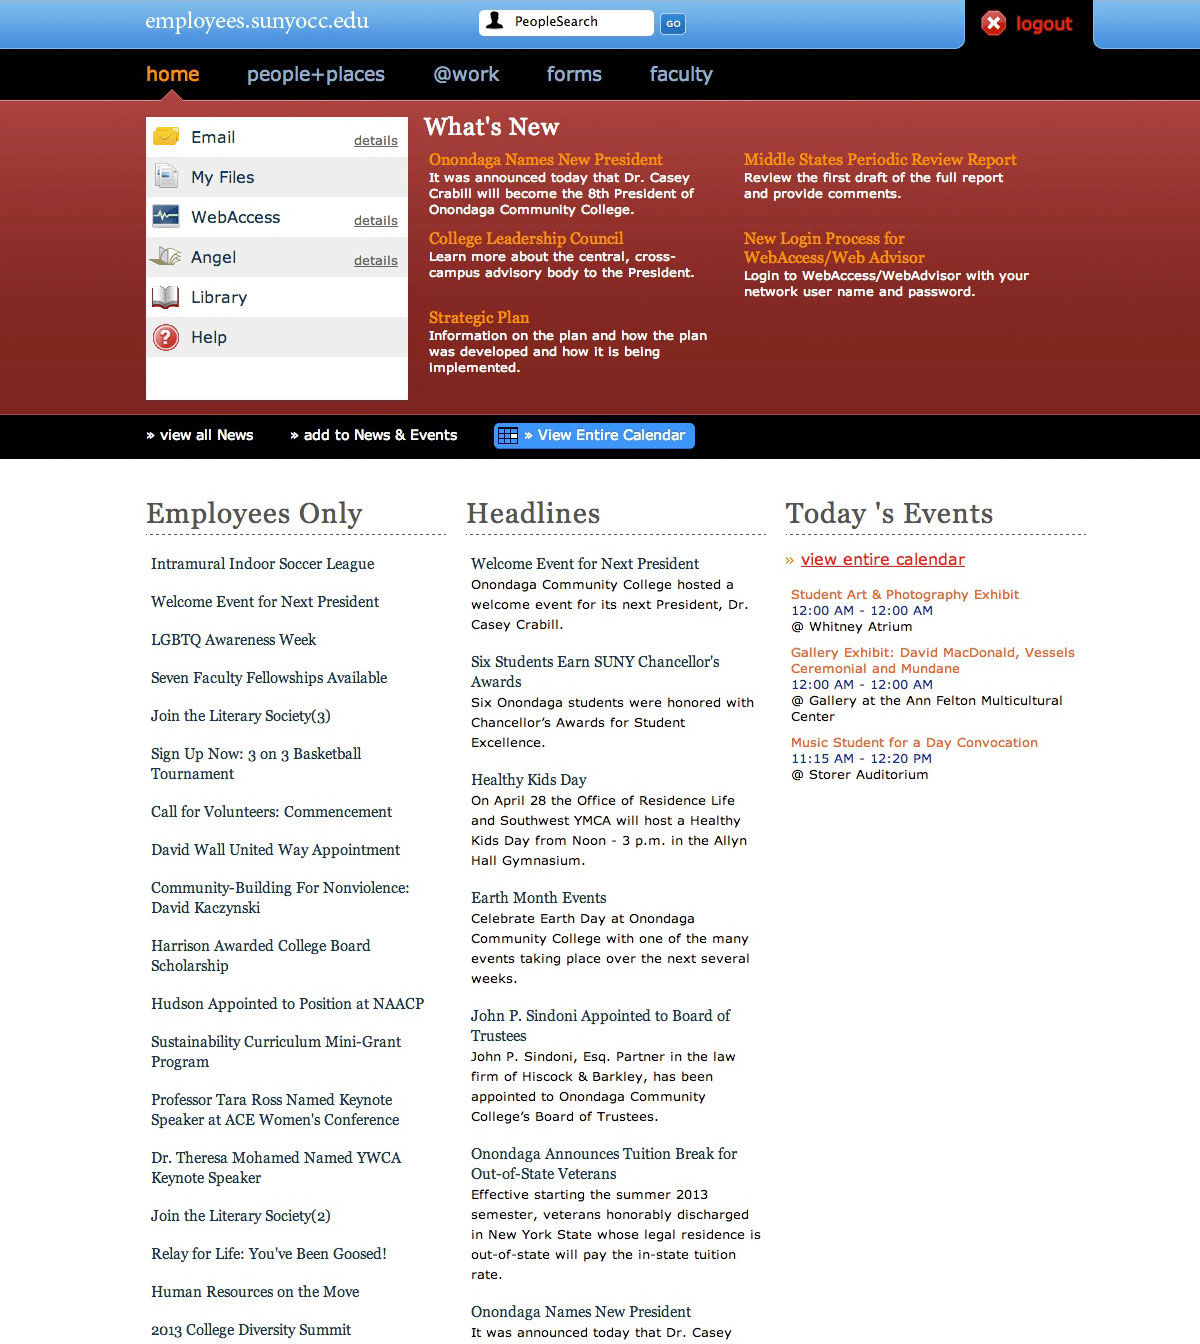 employees.sunyocc.edu
PeopleSearch
GO
logout
home
people+places
@work
forms
faculty
Email
details
My Files
WebAccess
details
Angel
details
Library
Help
What's New
Onondaga Names New President
It was announced today that Dr. Casey
Crabill will become the 8th President of
Onondaga Community College.
Middle States Periodic Review Report
Review the first draft of the full report
and provide comments.
College Leadership Council
Learn more about the central, cross-
campus advisory body to the President.
New Login Process for
WebAccess/Web Advisor
Login to WebAccess/WebAdvisor with your
network user name and password.
Strategic Plan
Information on the plan and how the plan
was developed and how it is being
implemented.
» view all News
» add to News & Events
» View Entire Calendar
Employees Only
Intramural Indoor Soccer League
Welcome Event for Next President
LGBTQ Awareness Week
Seven Faculty Fellowships Available
Join the Literary Society(3)
Sign Up Now: 3 on 3 Basketball
Tournament
Call for Volunteers: Commencement
David Wall United Way Appointment
Community-Building For Nonviolence:
David Kaczynski
Harrison Awarded College Board
Scholarship
Hudson Appointed to Position at NAACP
Sustainability Curriculum Mini-Grant
Program
Professor Tara Ross Named Keynote
Speaker at ACE Women's Conference
Dr. Theresa Mohamed Named YWCA
Keynote Speaker
Join the Literary Society(2)
Relay for Life: You've Been Goosed!
Human Resources on the Move
2013 College Diversity Summit
Headlines
Welcome Event for Next President
Onondaga Community College hosted a
welcome event for its next President, Dr.
Casey Crabill.
Six Students Earn SUNY Chancellor's
Awards
Six Onondaga students were honored with
Chancellor’s Awards for Student
Excellence.
Healthy Kids Day
On April 28 the Office of Residence Life
and Southwest YMCA will host a Healthy
Kids Day from Noon - 3 p.m. in the Allyn
Hall Gymnasium.
Earth Month Events
Celebrate Earth Day at Onondaga
Community College with one of the many
events taking place over the next several
weeks.
John P. Sindoni Appointed to Board of
Trustees
John P. Sindoni, Esq. Partner in the law
firm of Hiscock & Barkley, has been
appointed to Onondaga Community
College’s Board of Trustees.
Onondaga Announces Tuition Break for
Out-of-State Veterans
Effective starting the summer 2013
semester, veterans honorably discharged
in New York State whose legal residence is
out-of-state will pay the in-state tuition
rate.
Onondaga Names New President
It was announced today that Dr. Casey
Today 's Events
» view entire calendar
Student Art & Photography Exhibit
12:00 AM - 12:00 AM
@ Whitney Atrium
Gallery Exhibit: David MacDonald, Vessels
Ceremonial and Mundane
12:00 AM - 12:00 AM
@ Gallery at the Ann Felton Multicultural
Center
Music Student for a Day Convocation
11:15 AM - 12:20 PM
@ Storer Auditorium